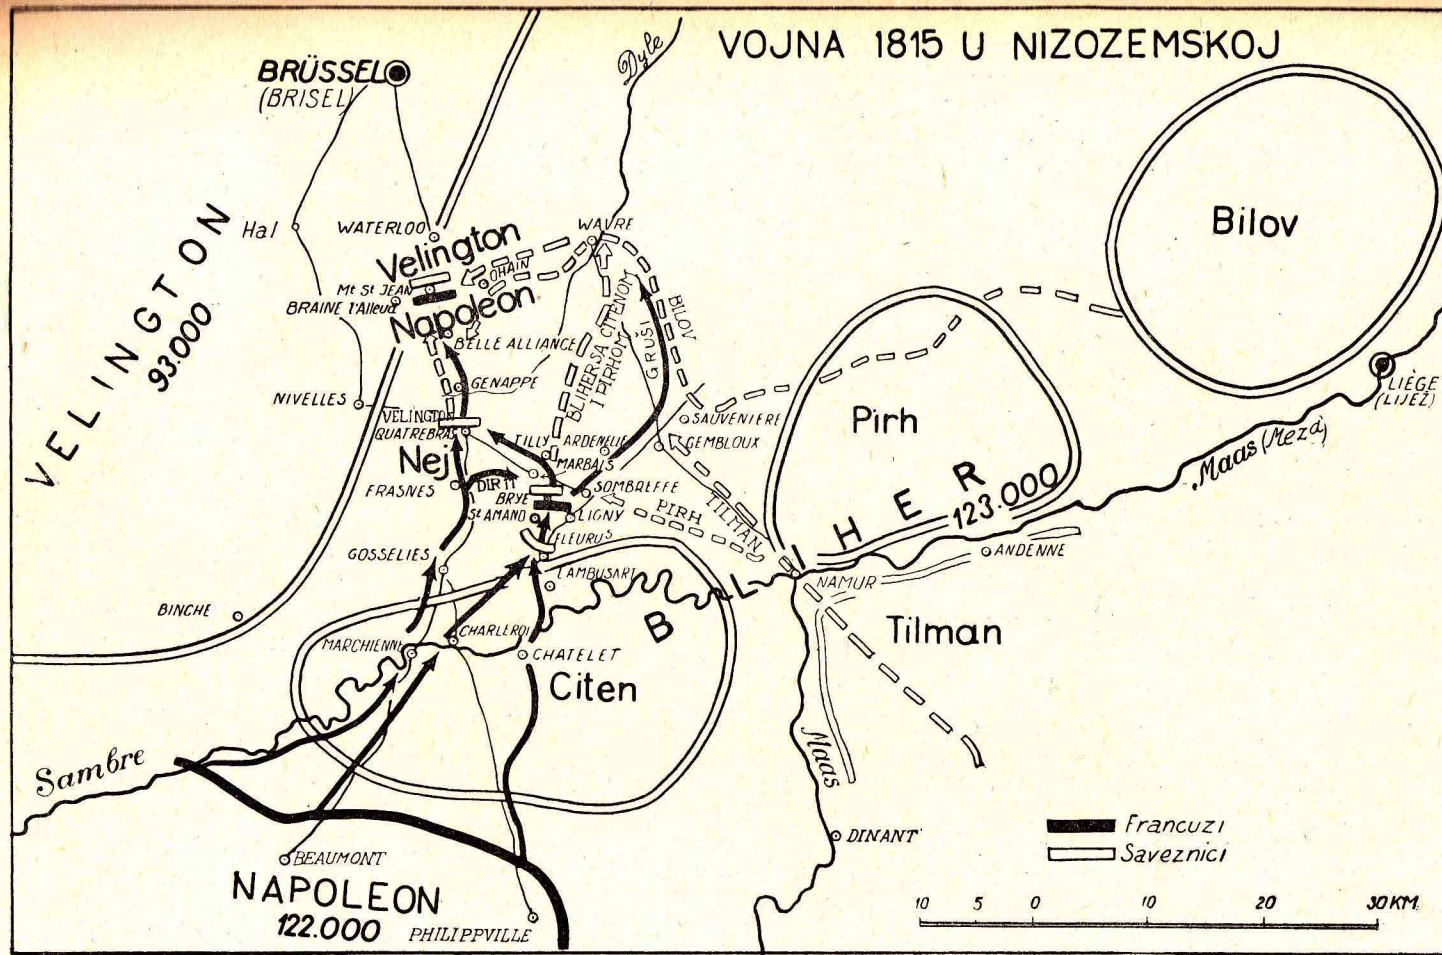 VOJNA 1815 U NIZOZEMSKOJ
BRÜSSEL
(BRISEL)
Dyle
Hal
WATERLOO
WAVRE
VELINGTON
93.000
Velington
OHAIN
Mt St JEAN
BRAINE l'Alleud
Napoleon
BELLE ALLIANCE
BLIHERSA CITENOM
I PIRHOM
GRUŠI
BILOV
Bilov
LIÈGE
(LIJEŽ)
GENAPPE
NIVELLES
VELINGTON
QUATREBRAS
SAUVENIERE
GEMBLOUX
Pirh
TILLY
MARBAIS
Nej
FRASNES
BRYE
SOMBREFFE
St AMAND
LIGNY
PIRH
TILMAN
BLIHER
123.000
Maas (Meza)
GOSSELIES
FLEURUS
LAMBUSART
ANDENNE
NAMUR
BINCHE
MARCHIENNE
CHARLEROI
CHATELET
Citen
Tilman
Sambre
Maas
DINANT
BEAUMONT
NAPOLEON
122.000
PHILIPPVILLE
Francuzi
Saveznici
10 5 0 10 20 30 KM.